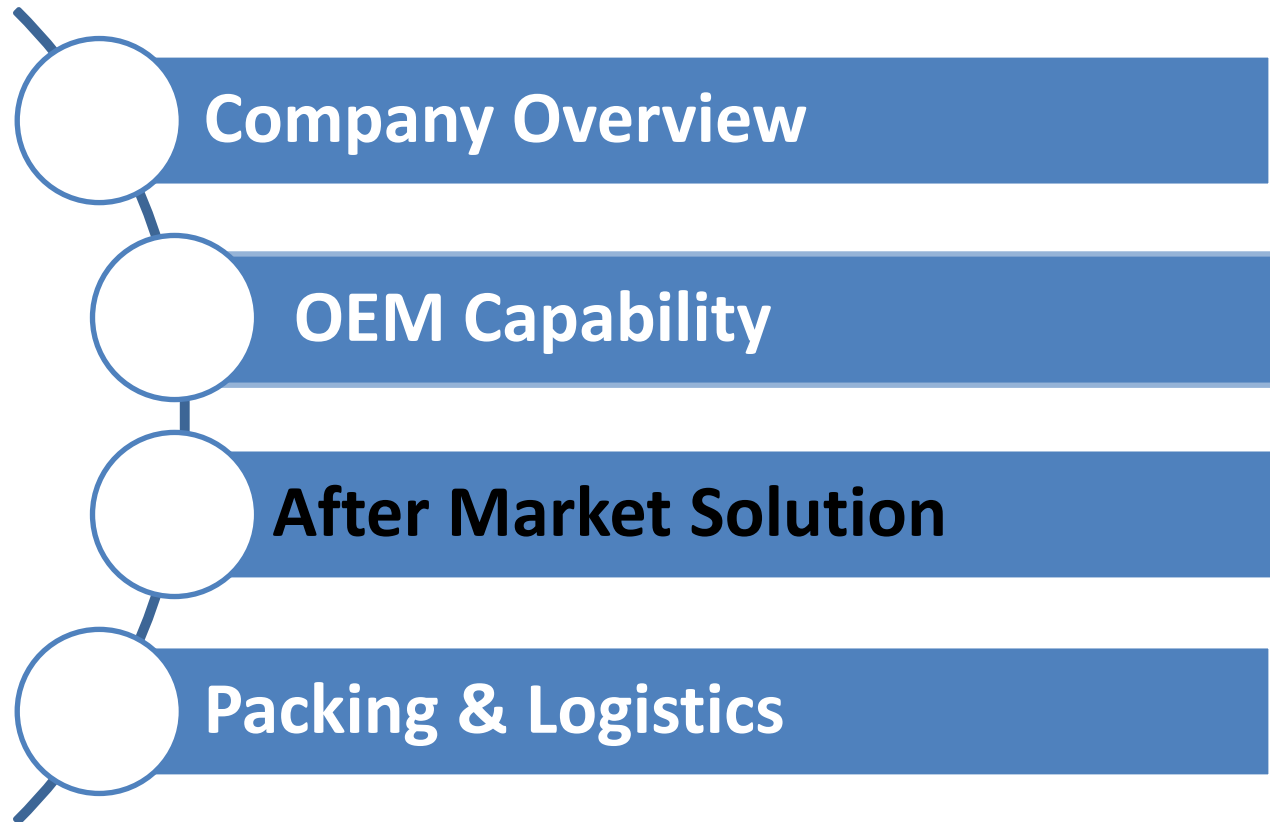 Company Overview
OEM Capability
After Market Solution
Packing & Logistics